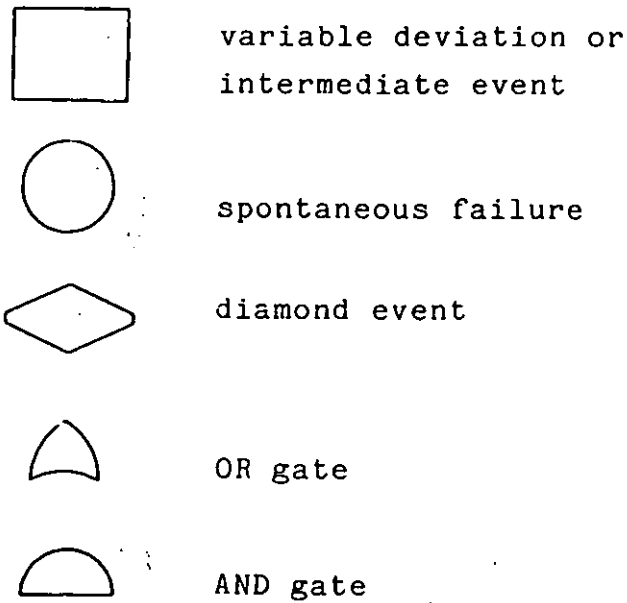 variable deviation or
intermediate event
spontaneous failure
diamond event
OR gate
AND gate